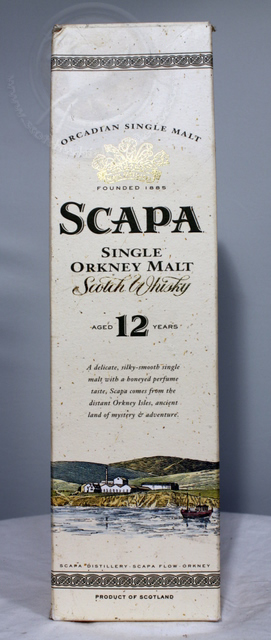 ORCADIAN SINGLE MALT
FOUNDED 1885
SCAPA
SINGLE
ORKNEY MALT
Scotch Whisky
AGED 12 YEARS
A delicate, silky-smooth single
malt with a honeyed perfume
taste, Scapa comes from the
distant Orkney Isles, ancient
land of mystery & adventure.
SCAPA DISTILLERY · SCAPA FLOW · ORKNEY
PRODUCT OF SCOTLAND